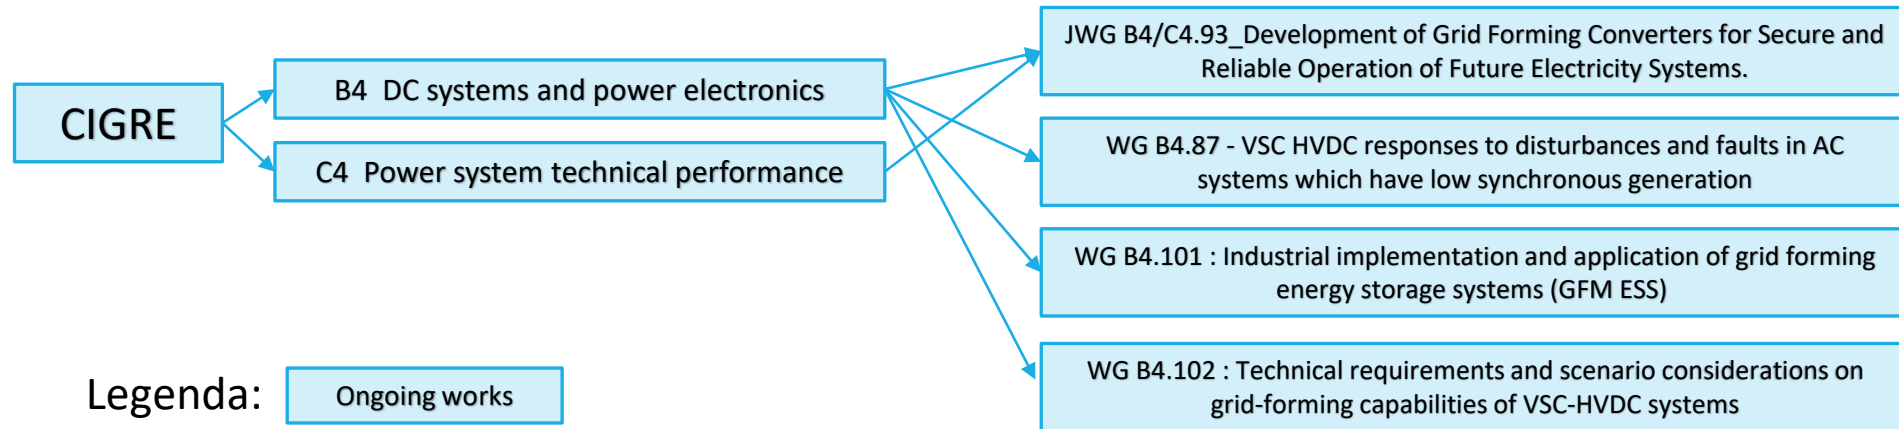 CIGRE
B4  DC systems and power electronics
C4  Power system technical performance
JWG B4/C4.93_Development of Grid Forming Converters for Secure and
Reliable Operation of Future Electricity Systems.
WG B4.87 - VSC HVDC responses to disturbances and faults in AC
systems which have low synchronous generation
WG B4.101 : Industrial implementation and application of grid forming
energy storage systems (GFM ESS)
WG B4.102 : Technical requirements and scenario considerations on
grid-forming capabilities of VSC-HVDC systems
Legenda:
Ongoing works